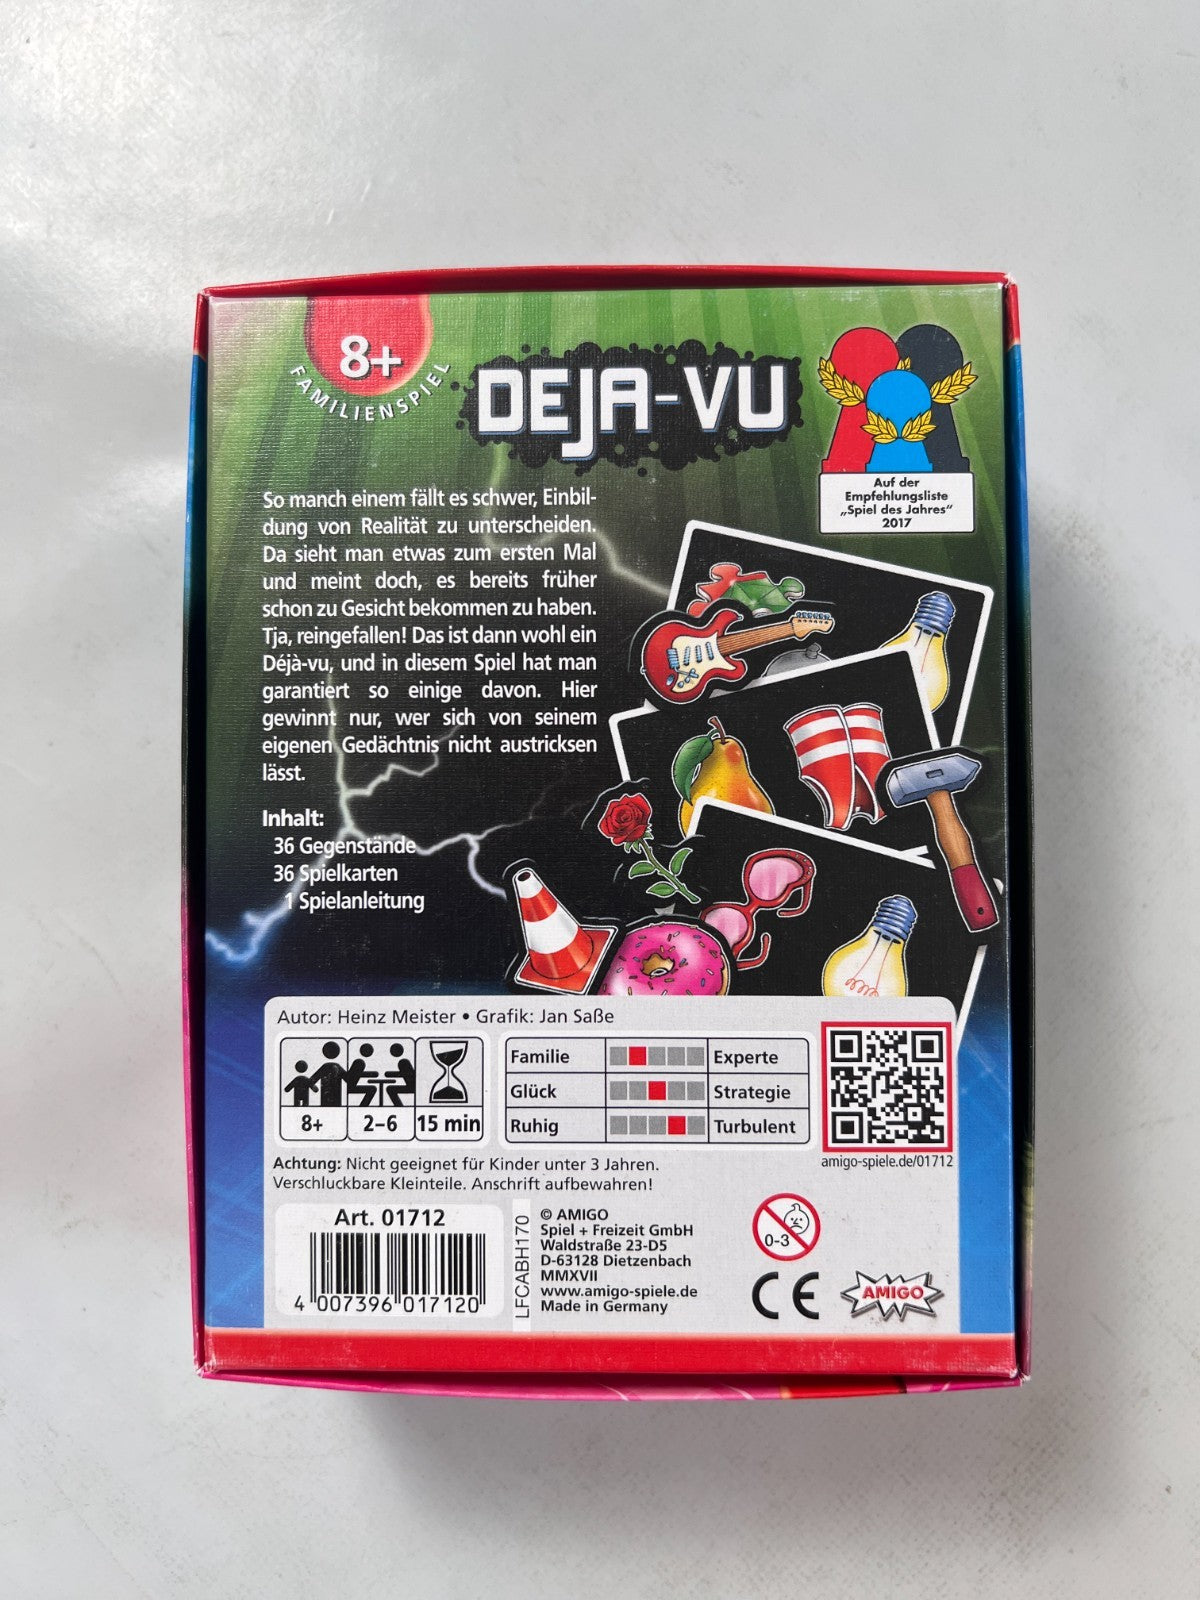 8+
FAMILIENSPIEL
DEJA-VU
Auf der
Empfehlungsliste
„Spiel des Jahres“
2017
So manch einem fällt es schwer, Einbil-
dung von Realität zu unterscheiden.
Da sieht man etwas zum ersten Mal
und meint doch, es bereits früher
schon zu Gesicht bekommen zu haben.
Tja, reingefallen! Das ist dann wohl ein
Déjà-vu, und in diesem Spiel hat man
garantiert so einige davon. Hier
gewinnt nur, wer sich von seinem
eigenen Gedächtnis nicht austricksen
lässt.
Inhalt:
36 Gegenstände
36 Spielkarten
1 Spielanleitung
Autor: Heinz Meister • Grafik: Jan Saße
8+ 2–6 15 min
Familie Experte
Glück Strategie
Ruhig Turbulent
amigo-spiele.de/01712
Achtung: Nicht geeignet für Kinder unter 3 Jahren.
Verschluckbare Kleinteile. Anschrift aufbewahren!
Art. 01712
4 007396 017120
LFCABH170
© AMIGO
Spiel + Freizeit GmbH
Waldstraße 23-D5
D-63128 Dietzenbach
MMXVII
www.amigo-spiele.de
Made in Germany
0-3
CE
AMIGO